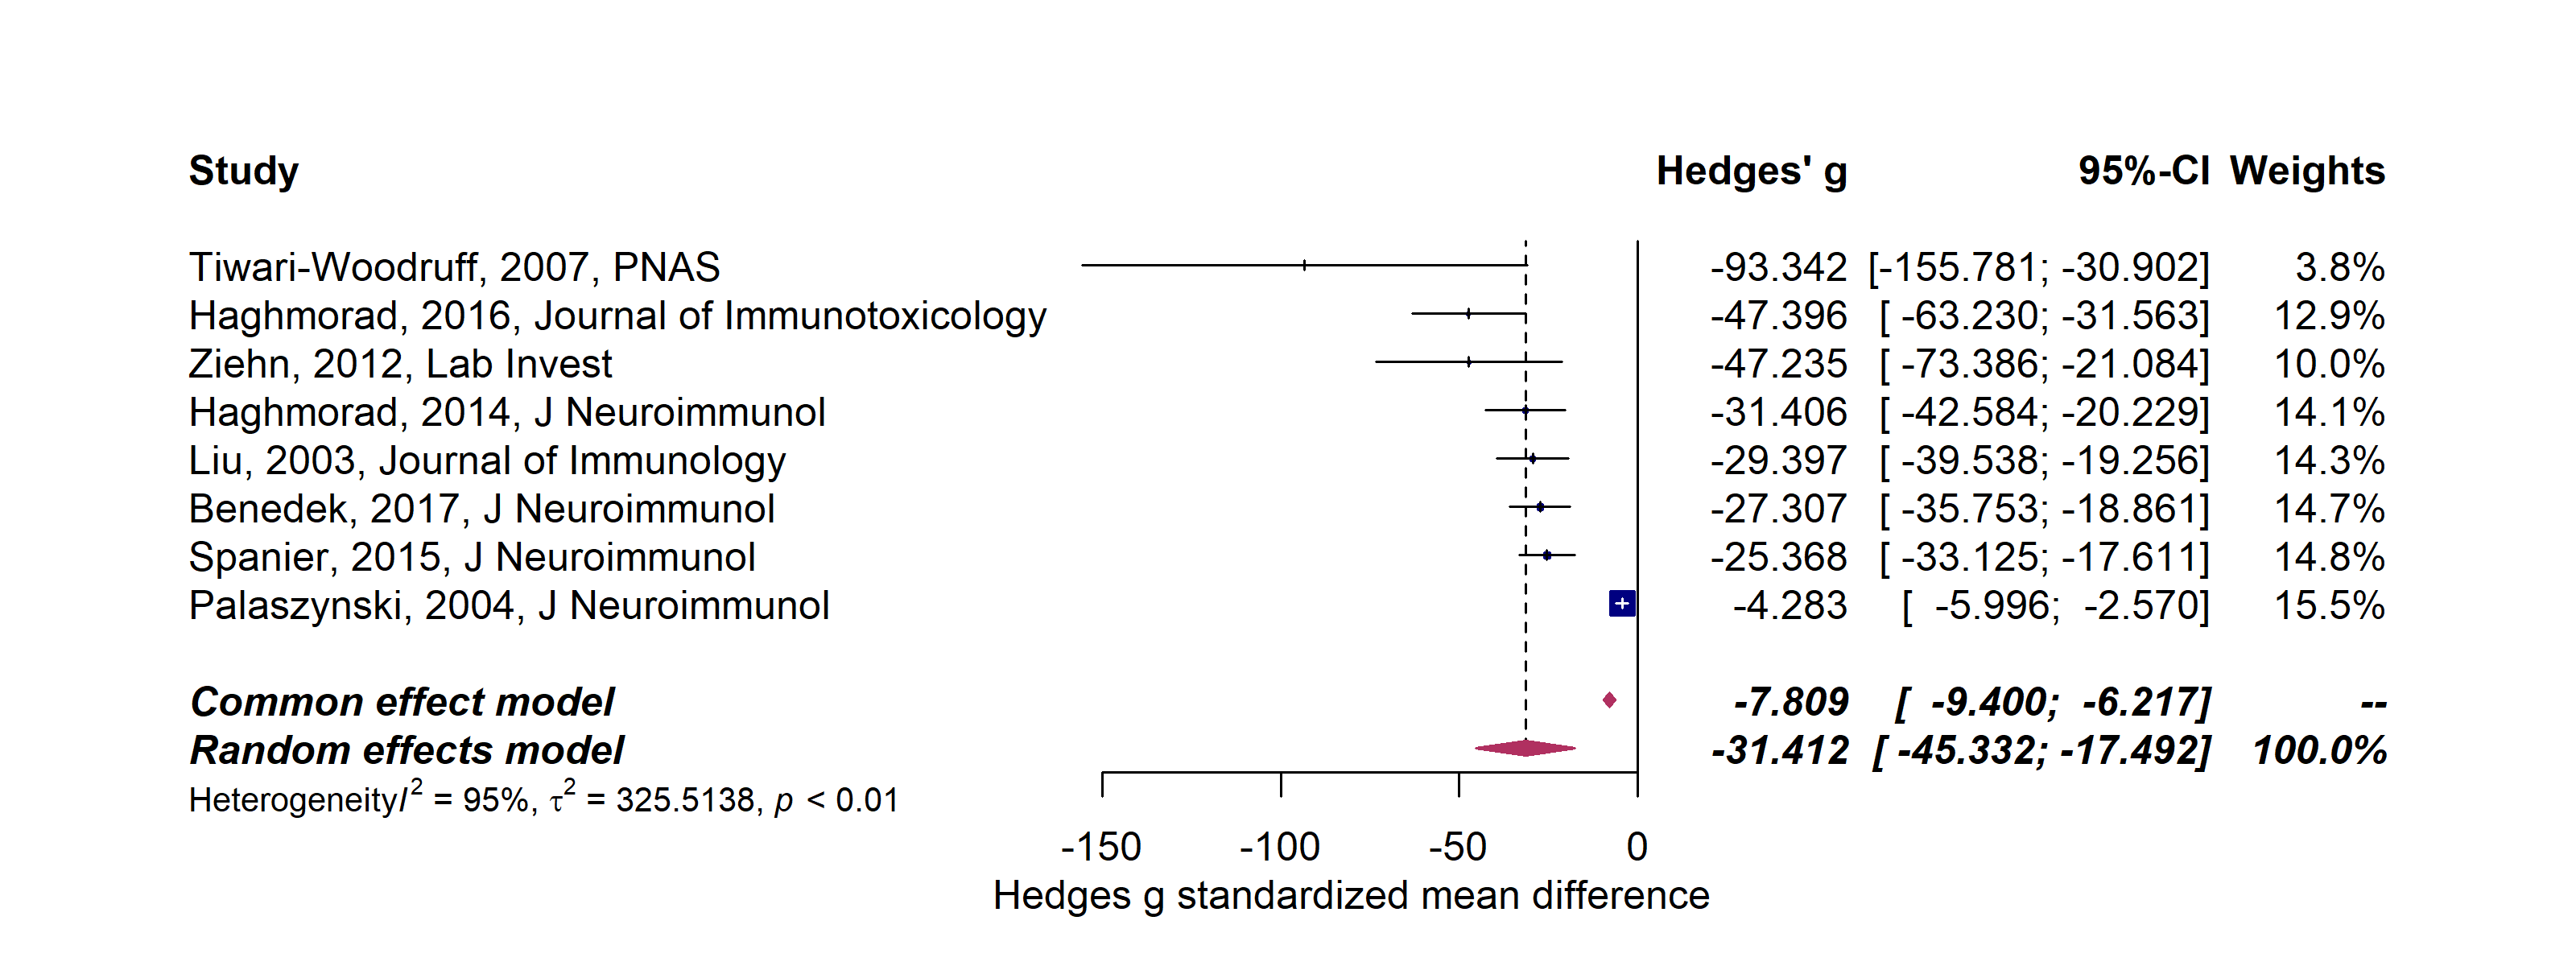 Study Hedges' g 95%-CI Weights
Tiwari-Woodruff, 2007, PNAS -93.342 [-155.781; -30.902] 3.8%
Haghmorad, 2016, Journal of Immunotoxicology -47.396 [ -63.230; -31.563] 12.9%
Ziehn, 2012, Lab Invest -47.235 [ -73.386; -21.084] 10.0%
Haghmorad, 2014, J Neuroimmunol -31.406 [ -42.584; -20.229] 14.1%
Liu, 2003, Journal of Immunology -29.397 [ -39.538; -19.256] 14.3%
Benedek, 2017, J Neuroimmunol -27.307 [ -35.753; -18.861] 14.7%
Spanier, 2015, J Neuroimmunol -25.368 [ -33.125; -17.611] 14.8%
Palaszynski, 2004, J Neuroimmunol -4.283 [ -5.996; -2.570] 15.5%
Common effect model -7.809 [ -9.400; -6.217] --
Random effects model -31.412 [ -45.332; -17.492] 100.0%
HeterogeneityI² = 95%, τ² = 325.5138, p < 0.01
-150 -100 -50 0
Hedges g standardized mean difference